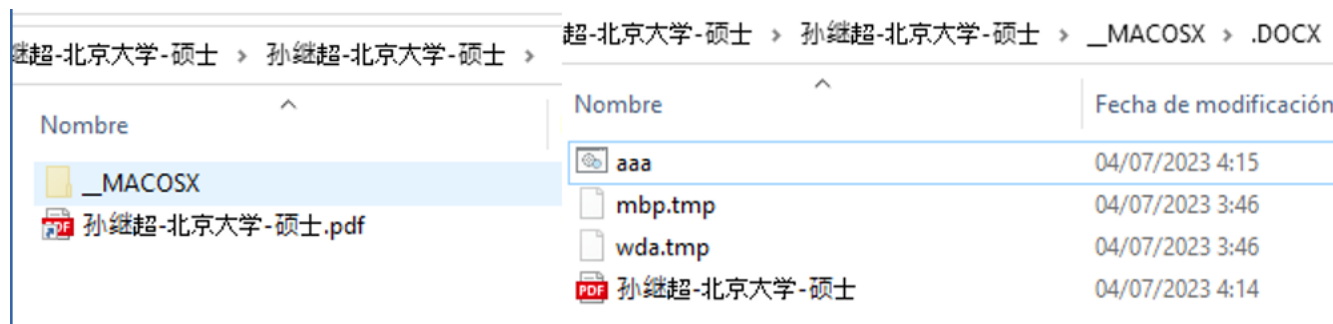 继超-北京大学-硕士 › 孙继超-北京大学-硕士 ›
Nombre
__MACOSX
孙继超-北京大学-硕士.pdf
超-北京大学-硕士 › 孙继超-北京大学-硕士 › __MACOSX › .DOCX
Nombre Fecha de modificación
aaa 04/07/2023 4:15
mbp.tmp 04/07/2023 3:46
wda.tmp 04/07/2023 3:46
PDF 孙继超-北京大学-硕士 04/07/2023 4:14